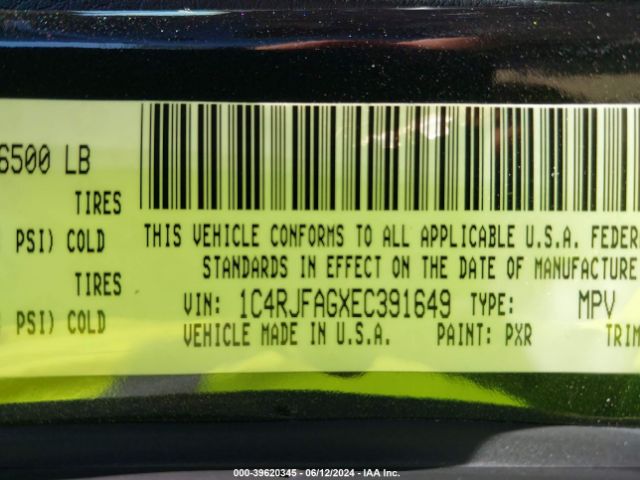 6500 LB
TIRES
PSI) COLD
TIRES
PSI) COLD
THIS VEHICLE CONFORMS TO ALL APPLICABLE U.S.A. FEDER
STANDARDS IN EFFECT ON THE DATE OF MANUFACTURE
VIN: 1C4RJFAGXEC391649 TYPE: MPV
VEHICLE MADE IN U.S.A. PAINT: PXR TRIM
000-39620345 - 06/12/2024 - IAA Inc.